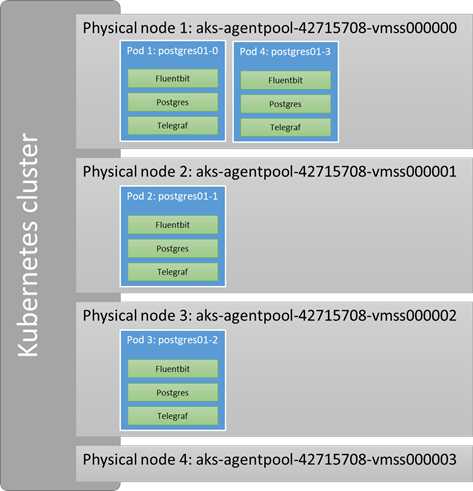 Kubernetes cluster
Physical node 1: aks-agentpool-42715708-vmss000000
Pod 1: postgres01-0
Fluentbit
Postgres
Telegraf
Pod 4: postgres01-3
Fluentbit
Postgres
Telegraf
Physical node 2: aks-agentpool-42715708-vmss000001
Pod 2: postgres01-1
Fluentbit
Postgres
Telegraf
Physical node 3: aks-agentpool-42715708-vmss000002
Pod 3: postgres01-2
Fluentbit
Postgres
Telegraf
Physical node 4: aks-agentpool-42715708-vmss000003